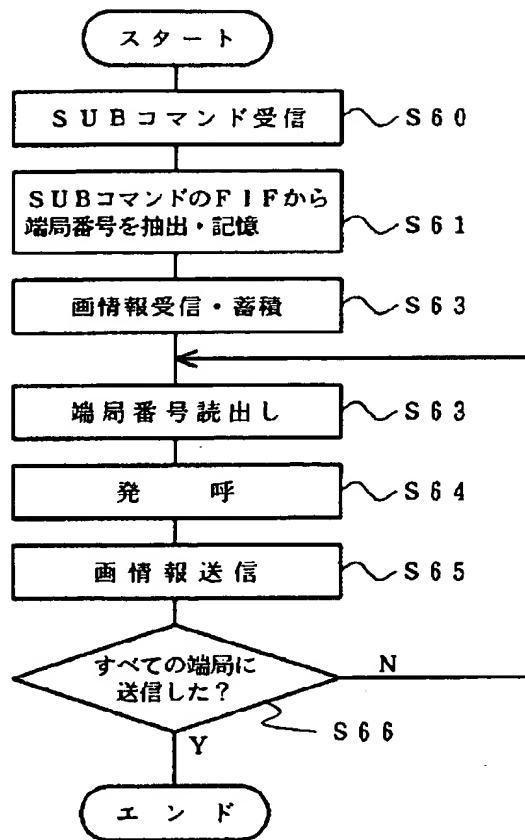 スタート
SUBコマンド受信 S60
SUBコマンドのFIFから
端局番号を抽出・記憶 S61
画情報受信・蓄積 S63
端局番号読出し S63
発呼 S64
画情報送信 S65
すべての端局に
送信した？
N
S66
Y
エンド